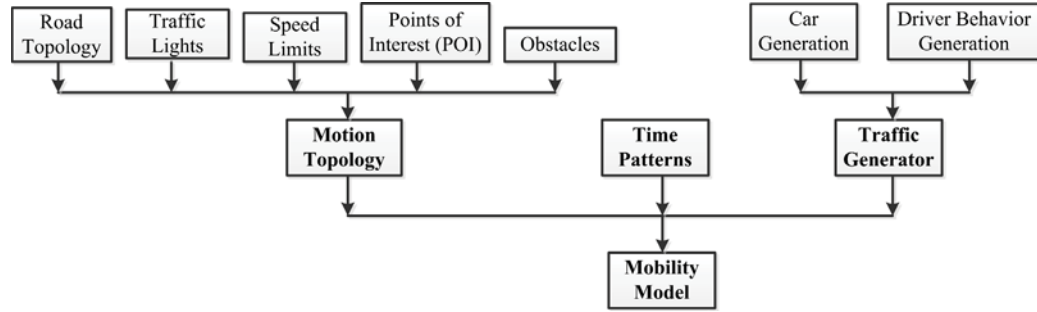 Road
Topology
Traffic
Lights
Speed
Limits
Points of
Interest (POI)
Obstacles
Car
Generation
Driver Behavior
Generation
Motion
Topology
Time
Patterns
Traffic
Generator
Mobility
Model